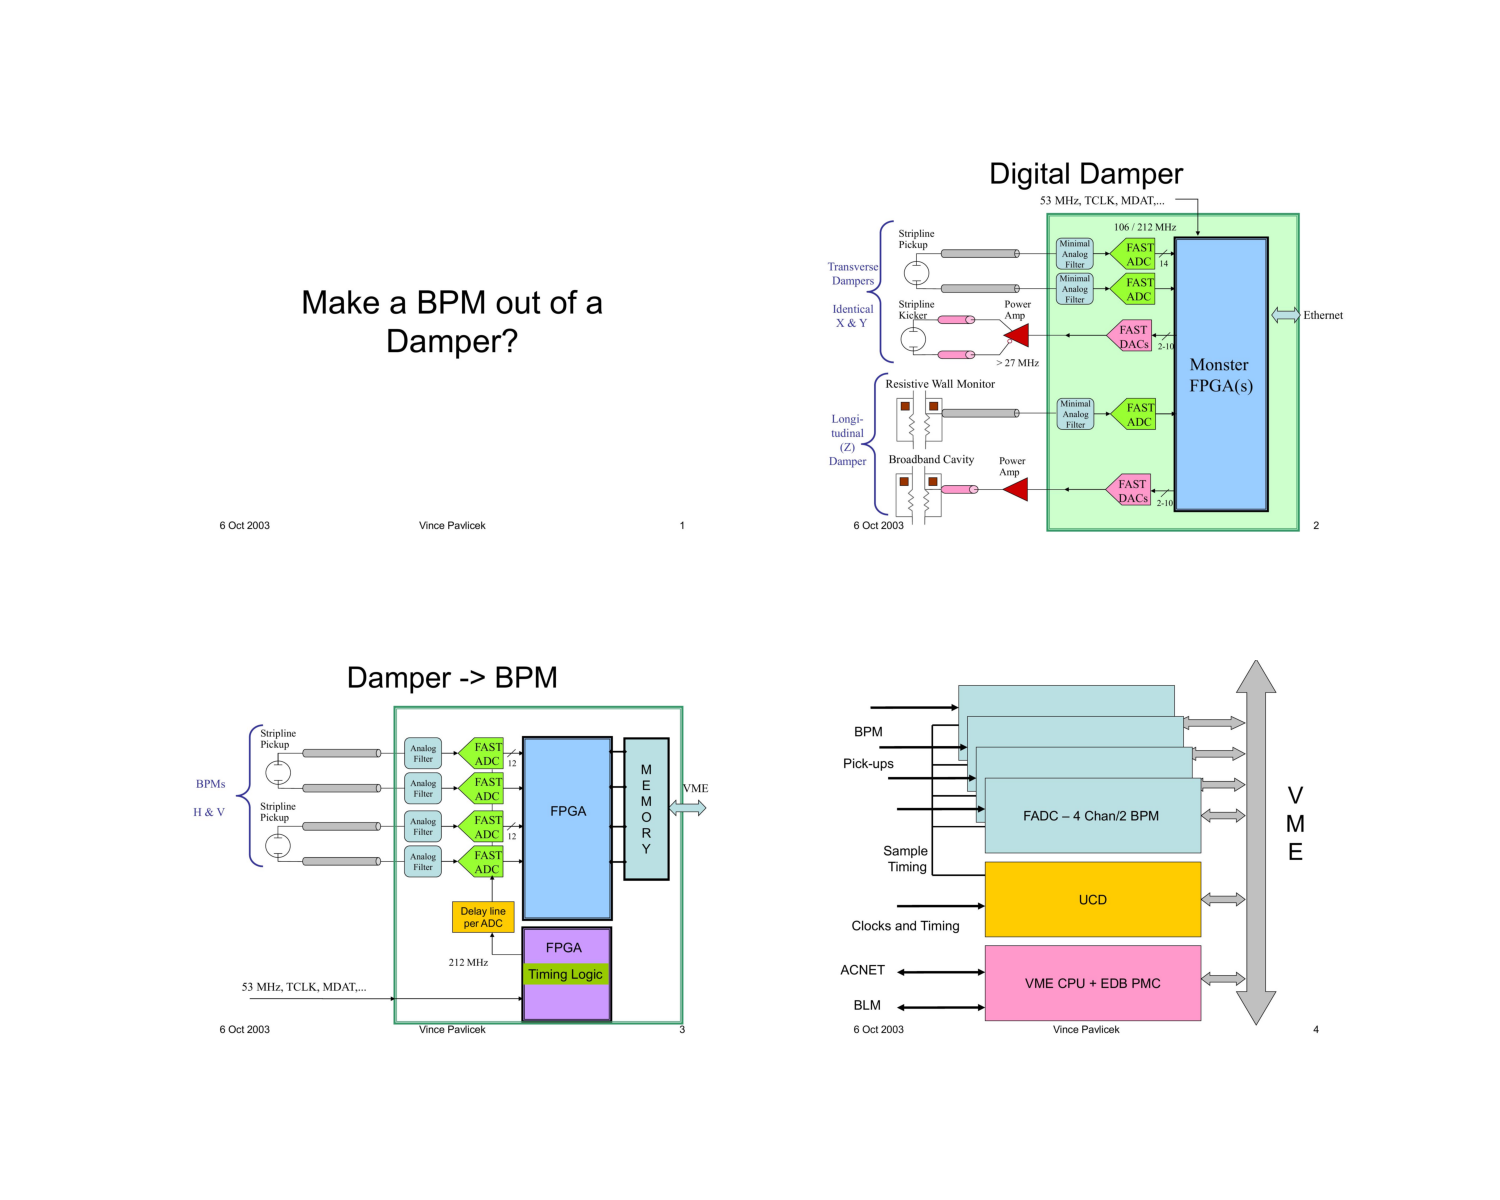 Make a BPM out of a
Damper?
6 Oct 2003
Vince Pavlicek
1
Digital Damper
53 MHz, TCLK, MDAT,...
106 / 212 MHz
Stripline
Pickup
Minimal
Analog
Filter
FAST
ADC
14
Transverse
Dampers
Identical
X & Y
Minimal
Analog
Filter
FAST
ADC
Stripline
Kicker
Power
Amp
FAST
DACs
2-10
> 27 MHz
Ethernet
Monster
FPGA(s)
Resistive Wall Monitor
Minimal
Analog
Filter
FAST
ADC
Longi-
tudinal
(Z)
Damper
Broadband Cavity
Power
Amp
FAST
DACs
2-10
6 Oct 2003
2
Damper -> BPM
Stripline
Pickup
Analog
Filter
FAST
ADC
12
BPMs
H & V
Analog
Filter
FAST
ADC
Stripline
Pickup
Analog
Filter
FAST
ADC
12
Analog
Filter
FAST
ADC
FPGA
M
E
M
O
R
Y
VME
Delay line
per ADC
212 MHz
FPGA
Timing Logic
53 MHz, TCLK, MDAT,...
6 Oct 2003
Vince Pavlicek
3
BPM
Pick-ups
FADC – 4 Chan/2 BPM
Sample
Timing
UCD
Clocks and Timing
ACNET
VME CPU + EDB PMC
BLM
V
M
E
6 Oct 2003
Vince Pavlicek
4